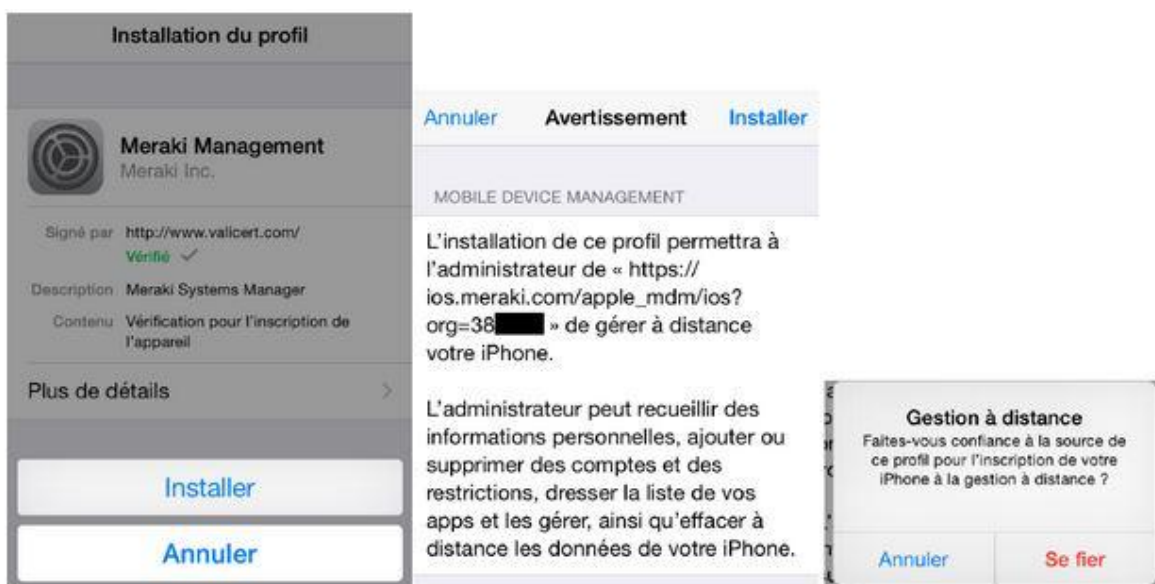 Installation du profil
Meraki Management
Meraki Inc.
Signé par http://www.valicert.com/
Vérifié
Description Meraki Systems Manager
Contenu Vérification pour l'inscription de
l'appareil
Plus de détails
Installer
Annuler
Annuler Avertissement Installer
MOBILE DEVICE MANAGEMENT
L'installation de ce profil permettra à
l'administrateur de « https://
ios.meraki.com/apple_mdm/ios?
org=38 » de gérer à distance
votre iPhone.
L'administrateur peut recueillir des
informations personnelles, ajouter ou
supprimer des comptes et des
restrictions, dresser la liste de vos
apps et les gérer, ainsi qu'effacer à
distance les données de votre iPhone.
Gestion à distance
Faites-vous confiance à la source de
ce profil pour l'inscription de votre
iPhone à la gestion à distance ?
Annuler Se fier